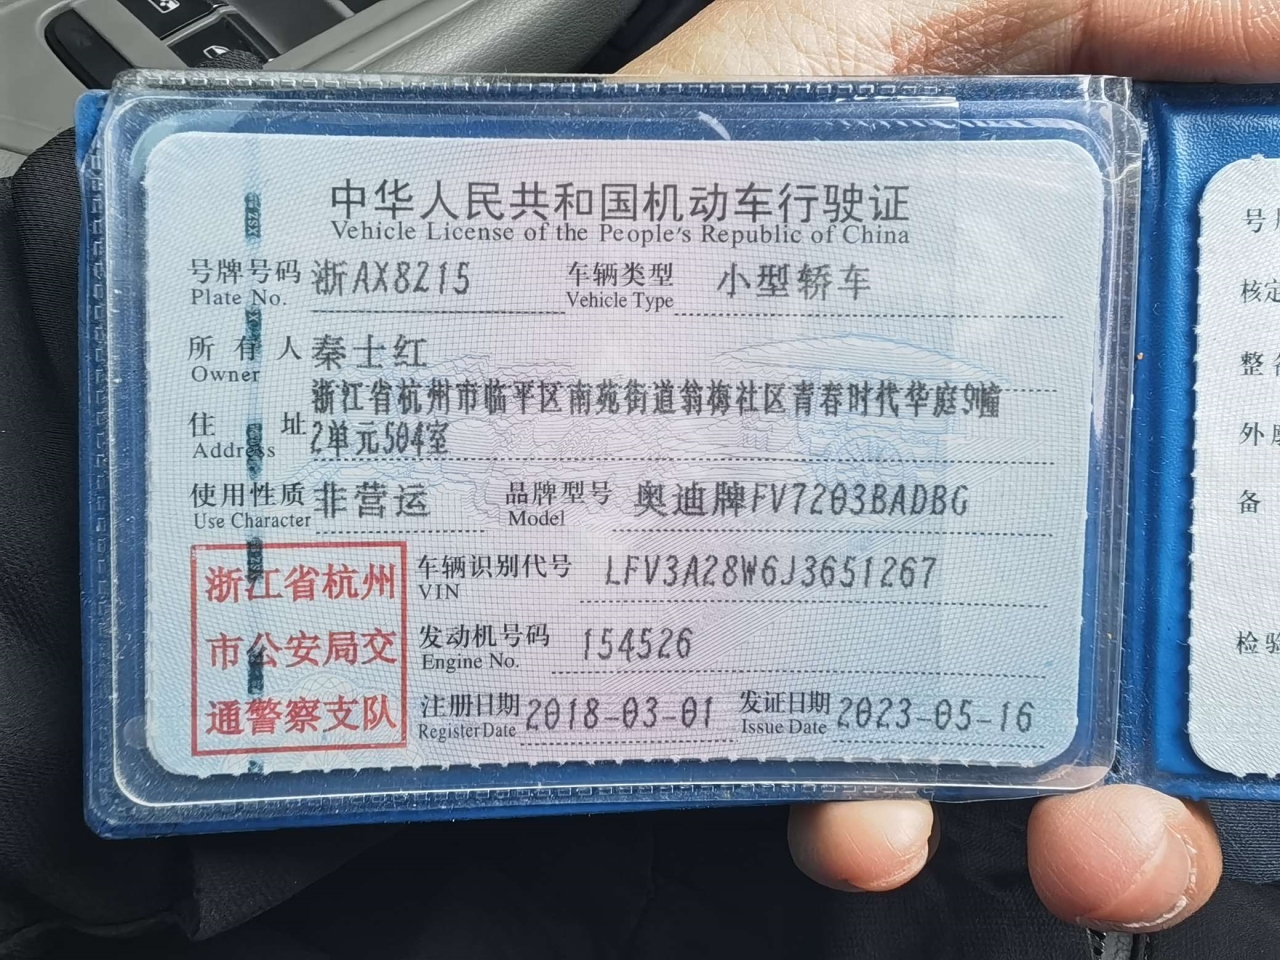 中华人民共和国机动车行驶证
Vehicle License of the People's Republic of China
号牌号码 浙AX8215 车辆类型 小型轿车
Plate No. Vehicle Type
所有人 秦士红
Owner
浙江省杭州市临平区南苑街道翁梅社区青春时代华庭9幢
住址 2单元504室
Address
使用性质 非营运 品牌型号 奥迪牌FV7203BADBG
Use Character Model
浙江省杭州
市公安局交
通警察支队
车辆识别代号 LFV3A28W6J3651267
VIN
发动机号码 154526
Engine No.
注册日期 2018-03-01 发证日期 2023-05-16
Register Date Issue Date
号
核定
整备
外廓
备
检验